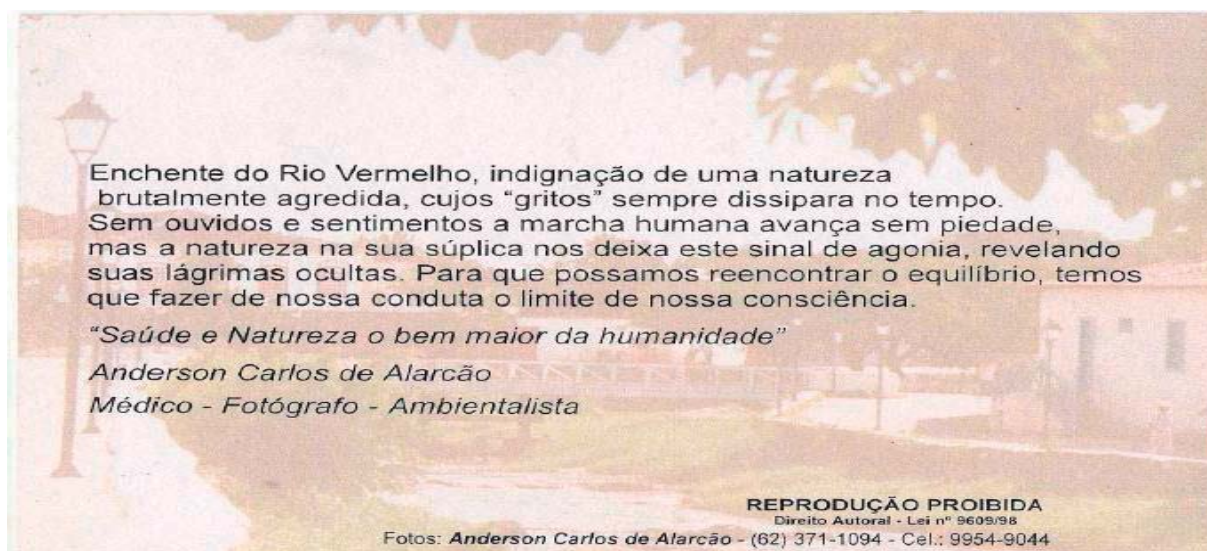 Enchente do Rio Vermelho, indignação de uma natureza
brutalmente agredida, cujos “gritos” sempre dissipara no tempo.
Sem ouvidos e sentimentos a marcha humana avança sem piedade,
mas a natureza na sua súplica nos deixa este sinal de agonia, revelando
suas lágrimas ocultas. Para que possamos reencontrar o equilíbrio, temos
que fazer de nossa conduta o limite de nossa consciência.
“Saúde e Natureza o bem maior da humanidade”
Anderson Carlos de Alarcão
Médico - Fotógrafo - Ambientalista
REPRODUÇÃO PROIBIDA
Direito Autoral - Lei nº 9609/98
Fotos: Anderson Carlos de Alarcão - (62) 371-1094 - Cel.: 9954-9044